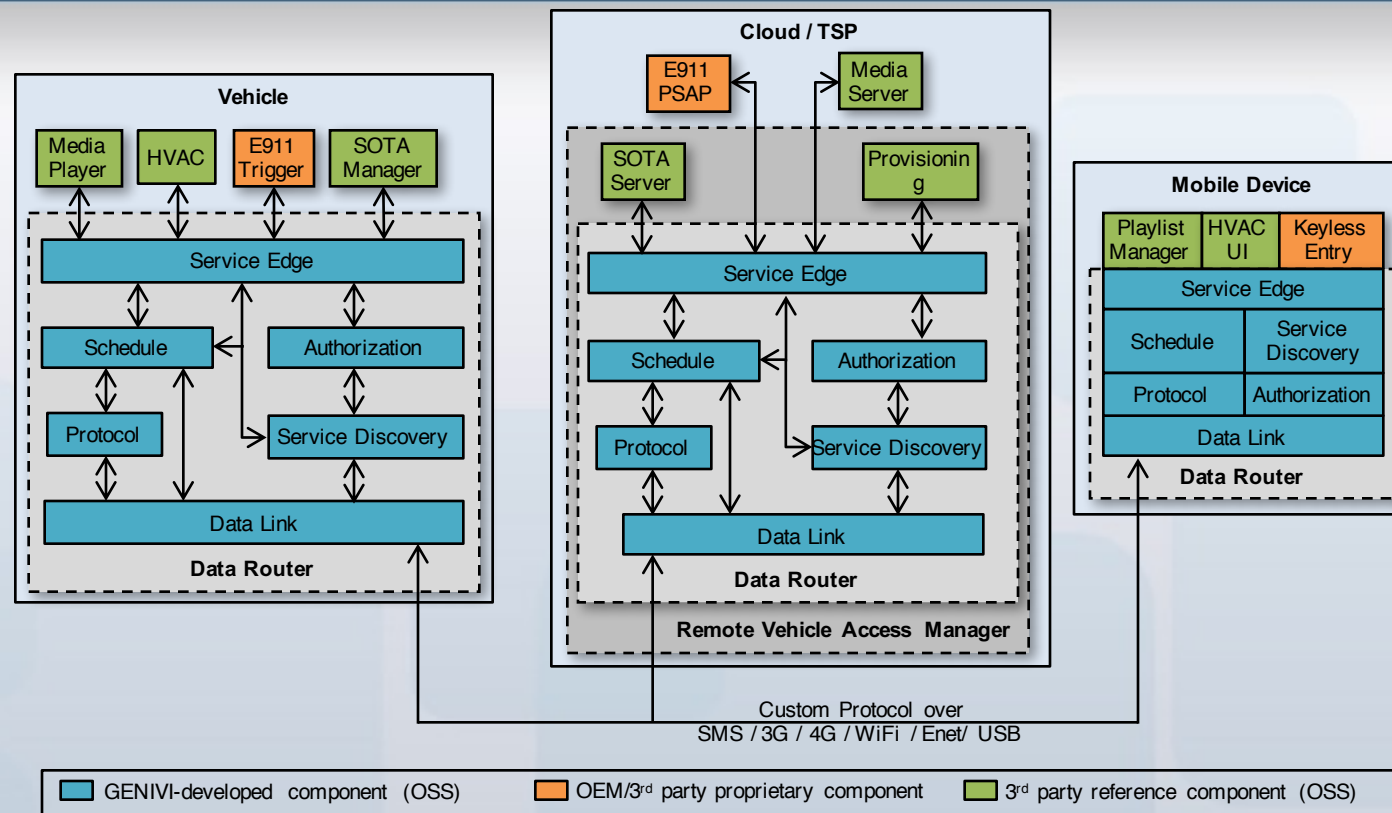 Vehicle
Media
Player
HVAC
E911
Trigger
SOTA
Manager
Service Edge
Schedule
Authorization
Protocol
Service Discovery
Data Link
Data Router
Cloud / TSP
E911
PSAP
Media
Server
SOTA
Server
Provisionin
g
Service Edge
Schedule
Authorization
Protocol
Service Discovery
Data Link
Data Router
Remote Vehicle Access Manager
Mobile Device
Playlist
Manager
HVAC
UI
Keyless
Entry
Service Edge
Schedule
Service
Discovery
Protocol
Authorization
Data Link
Data Router
Custom Protocol over
SMS / 3G / 4G / WiFi / Enet/ USB
GENIVI-developed component (OSS)
OEM/3rd party proprietary component
3rd party reference component (OSS)